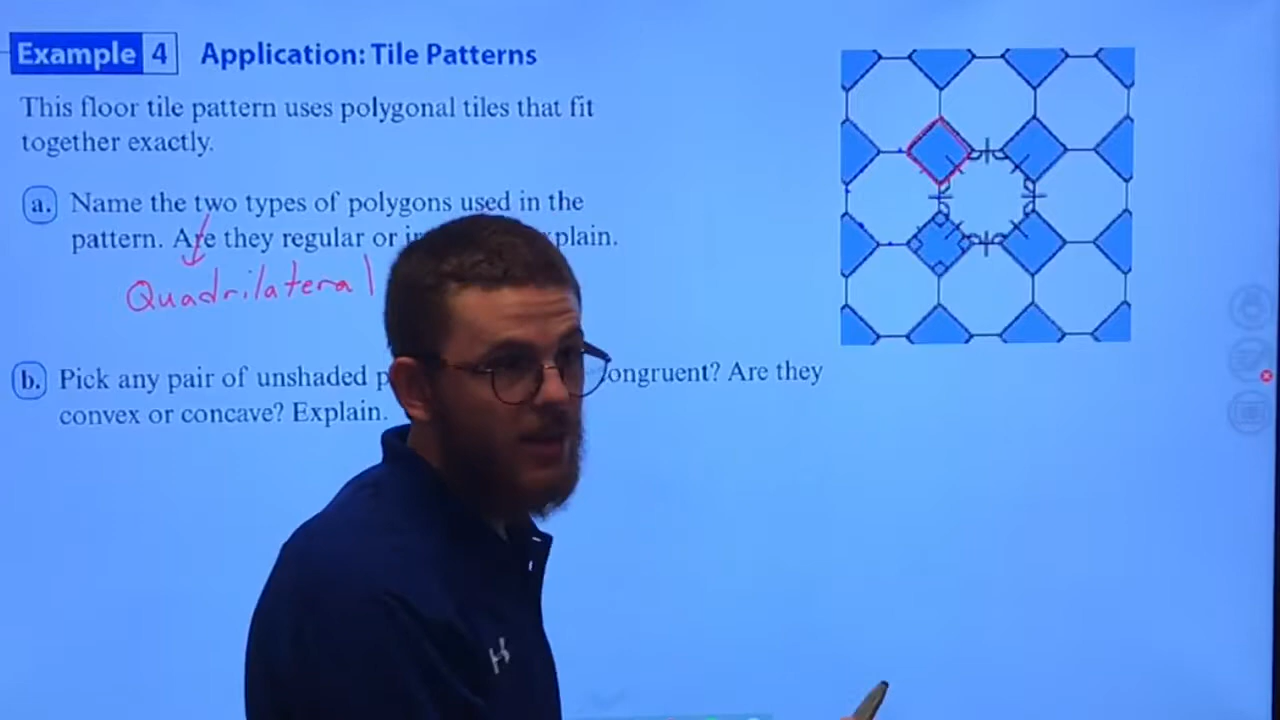 Example 4 Application: Tile Patterns
This floor tile pattern uses polygonal tiles that fit
together exactly.
a. Name the two types of polygons used in the
pattern. Are they regular or plain.
Quadrilateral
b. Pick any pair of unshaded ongruent? Are they
convex or concave? Explain.